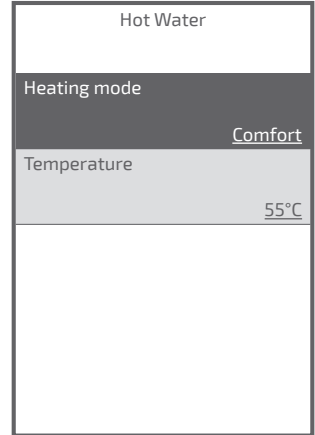 Hot Water
Heating mode
Comfort
Temperature
55°C